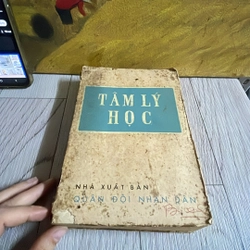 TÂM LÝ
HỌC
NHÀ XUẤT BẢN
QUÂN ĐỘI NHÂN DÂN